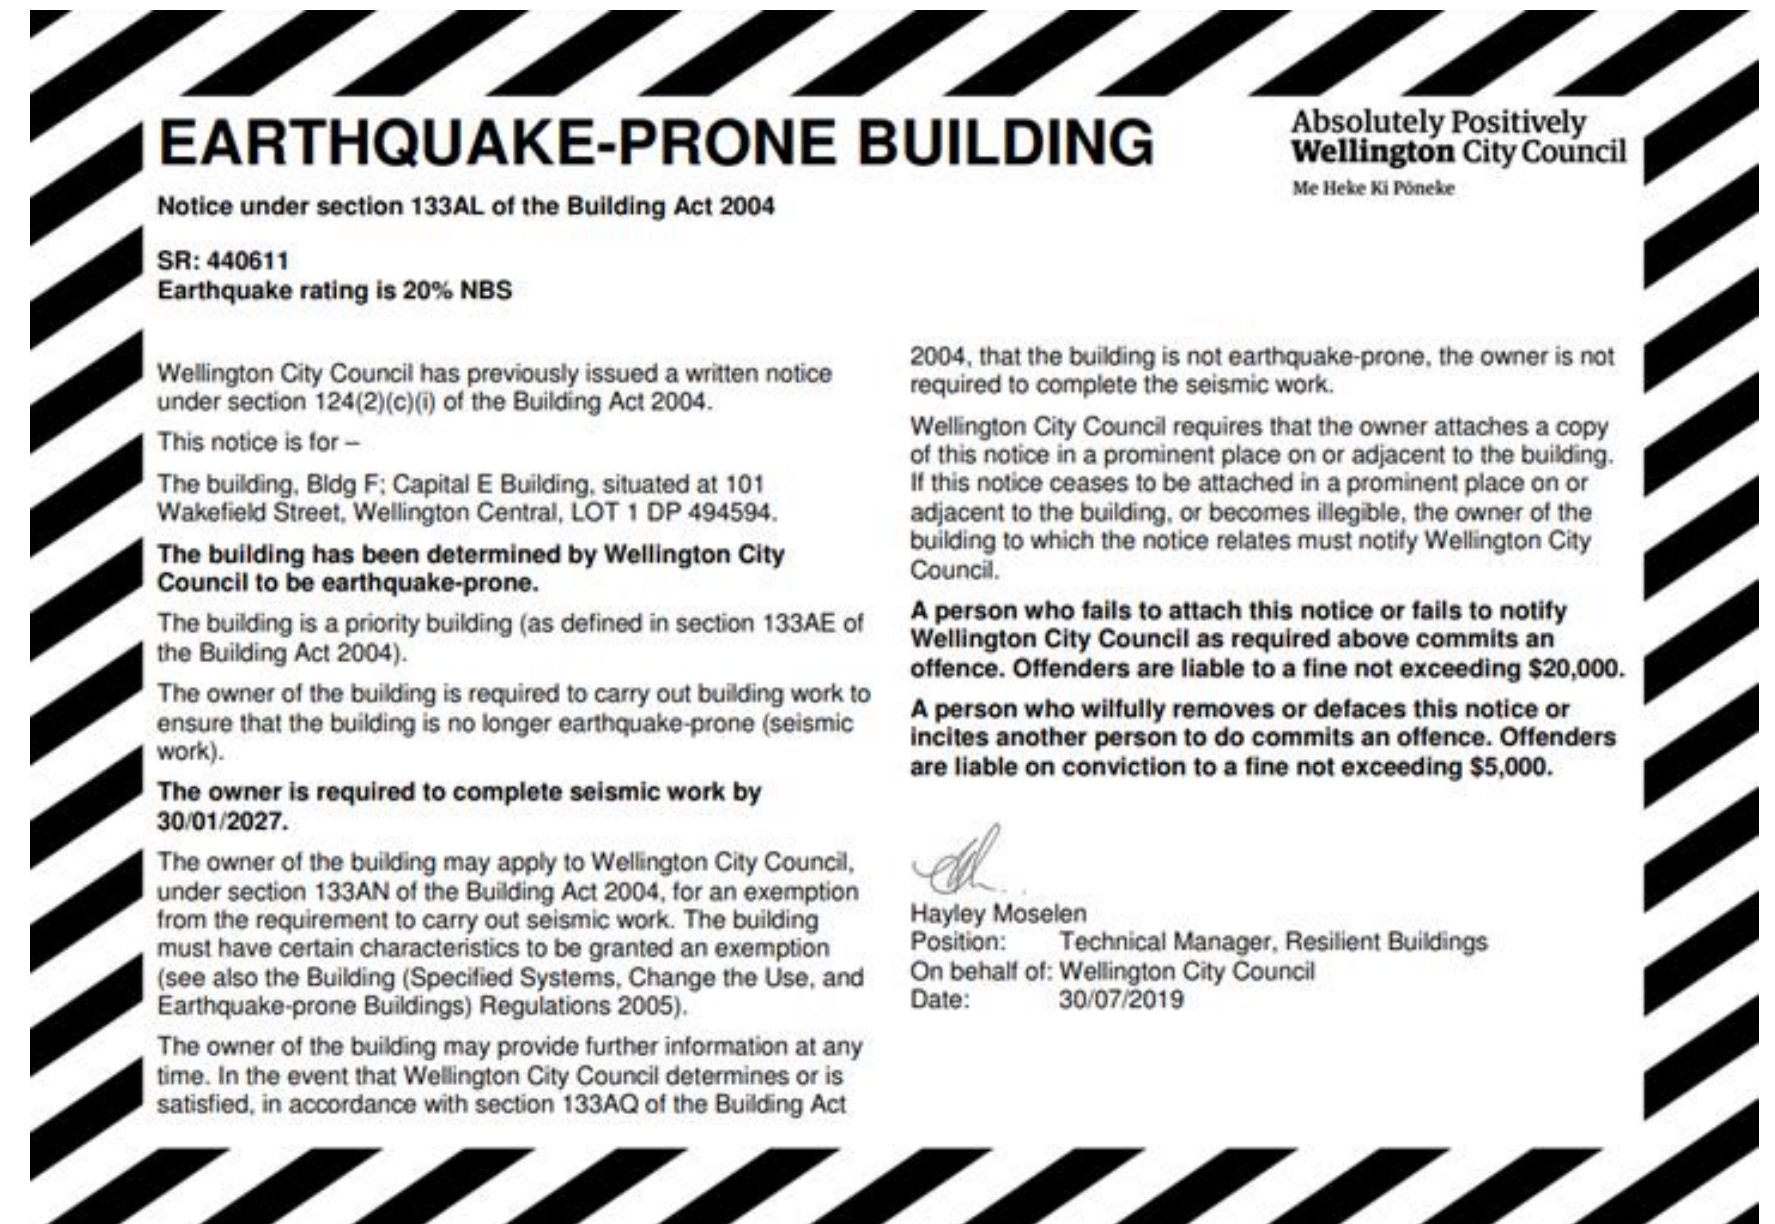 EARTHQUAKE-PRONE BUILDING
Absolutely Positively
Wellington City Council
Me Heke Ki Pōneke
Notice under section 133AL of the Building Act 2004
SR: 440611
Earthquake rating is 20% NBS
Wellington City Council has previously issued a written notice
under section 124(2)(c)(i) of the Building Act 2004.
This notice is for –
The building, Bldg F; Capital E Building, situated at 101
Wakefield Street, Wellington Central, LOT 1 DP 494594.
The building has been determined by Wellington City
Council to be earthquake-prone.
The building is a priority building (as defined in section 133AE of
the Building Act 2004).
The owner of the building is required to carry out building work to
ensure that the building is no longer earthquake-prone (seismic
work).
The owner is required to complete seismic work by
30/01/2027.
The owner of the building may apply to Wellington City Council,
under section 133AN of the Building Act 2004, for an exemption
from the requirement to carry out seismic work. The building
must have certain characteristics to be granted an exemption
(see also the Building (Specified Systems, Change the Use, and
Earthquake-prone Buildings) Regulations 2005).
The owner of the building may provide further information at any
time. In the event that Wellington City Council determines or is
satisfied, in accordance with section 133AQ of the Building Act
2004, that the building is not earthquake-prone, the owner is not
required to complete the seismic work.
Wellington City Council requires that the owner attaches a copy
of this notice in a prominent place on or adjacent to the building.
If this notice ceases to be attached in a prominent place on or
adjacent to the building, or becomes illegible, the owner of the
building to which the notice relates must notify Wellington City
Council.
A person who fails to attach this notice or fails to notify
Wellington City Council as required above commits an
offence. Offenders are liable to a fine not exceeding $20,000.
A person who wilfully removes or defaces this notice or
incites another person to do commits an offence. Offenders
are liable on conviction to a fine not exceeding $5,000.
Hayley Moselen
Position: Technical Manager, Resilient Buildings
On behalf of: Wellington City Council
Date: 30/07/2019